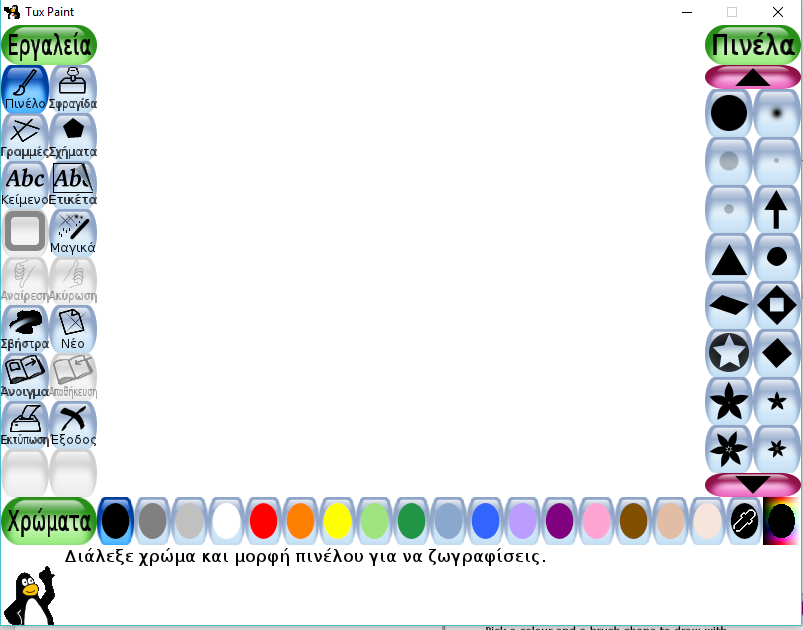 Tux Paint
Εργαλεία
Πινέλα
Πινέλο Σφραγίδα
Γραμμές Σχήματα
Abc Abc
Κείμενο Ετικέτα
Μαγικά
Αναίρεση Ακύρωση
Σβήστρα Νέο
Άνοιγμα Αποθήκευση
Εκτύπωση Έξοδος
Χρώματα
Διάλεξε χρώμα και μορφή πινέλου για να ζωγραφίσεις.